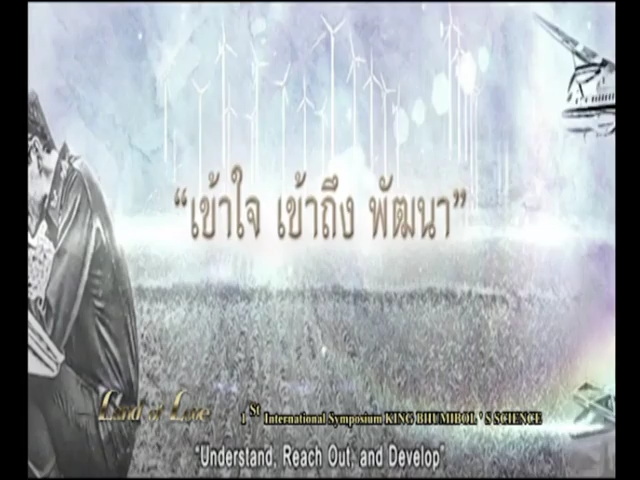 “เข้าใจ เข้าถึง พัฒนา”
Land of Love
1St International Symposium KING BHUMIBOL ' S SCIENCE
"Understand, Reach Out, and Develop"